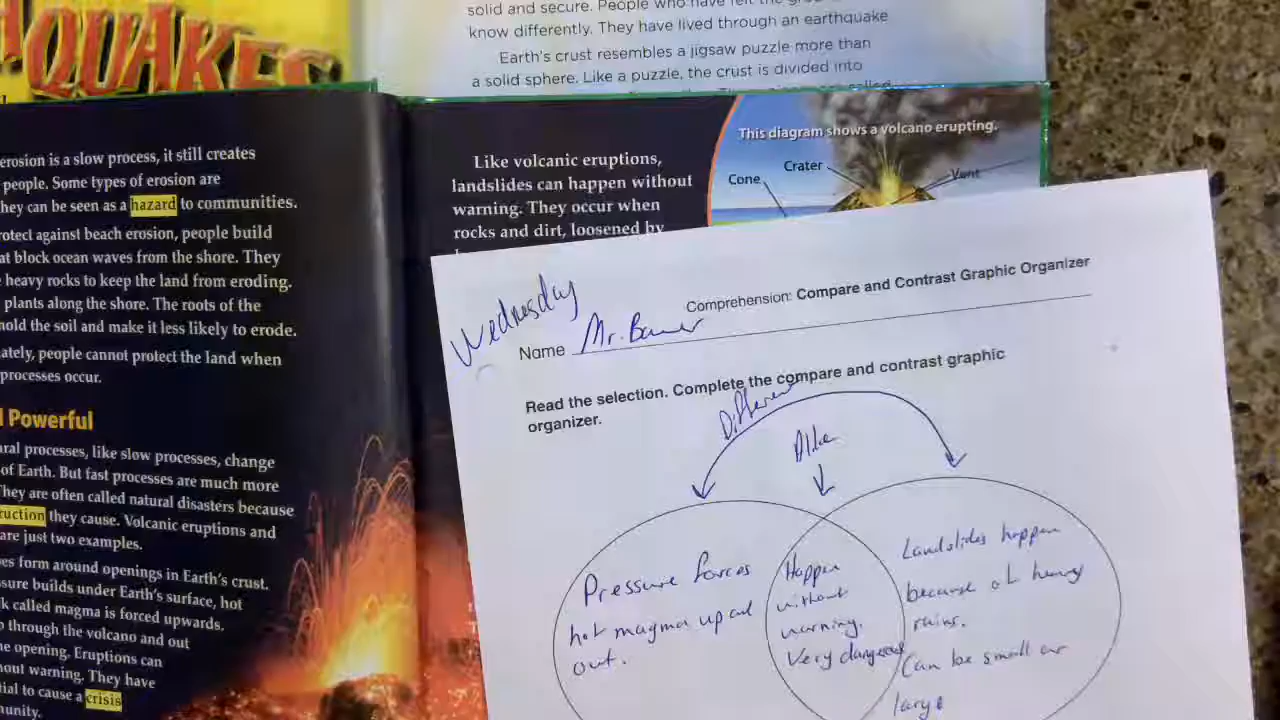 QUAKES
solid and secure. People who have felt the
know differently. They have lived through an earthquake
Earth's crust resembles a jigsaw puzzle more than
a solid sphere. Like a puzzle, the crust is divided into
erosion is a slow process, it still creates
people. Some types of erosion are
hey can be seen as a hazard to communities.
otect against beach erosion, people build
at block ocean waves from the shore. They
heavy rocks to keep the land from eroding.
plants along the shore. The roots of the
hold the soil and make it less likely to erode.
ately, people cannot protect the land when
processes occur.
Powerful
ral processes, like slow processes, change
of Earth. But fast processes are much more
They are often called natural disasters because
ruction they cause. Volcanic eruptions and
are just two examples.
es form around openings in Earth's crust.
sure builds under Earth's surface, hot
k called magma is forced upwards.
through the volcano and out
e opening. Eruptions can
out warning. They have
tial to cause a crisis
munity.
Like volcanic eruptions,
landslides can happen without
warning. They occur when
rocks and dirt, loosened by
This diagram shows a volcano erupting.
Crater
Cone
Vent
Wednesday
Comprehension: Compare and Contrast Graphic Organizer
Name Mr. Bauer
Read the selection. Complete the compare and contrast graphic
organizer.
Different
Alike
Pressure forces
hot magma up and
out.
Happen
without
warning.
Very dangerous
Landslides happen
because of heavy
rains.
Can be small or
large